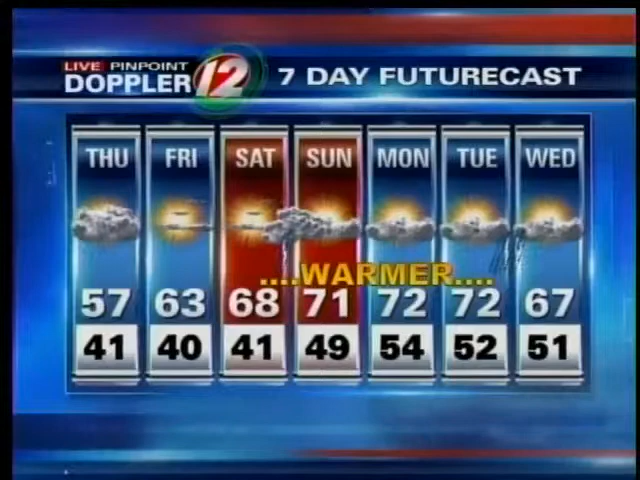 LIVE PINPOINT
DOPPLER 12
7 DAY FUTURECAST
THU FRI SAT SUN MON TUE WED
....WARMER....
57 63 68 71 72 72 67
41 40 41 49 54 52 51